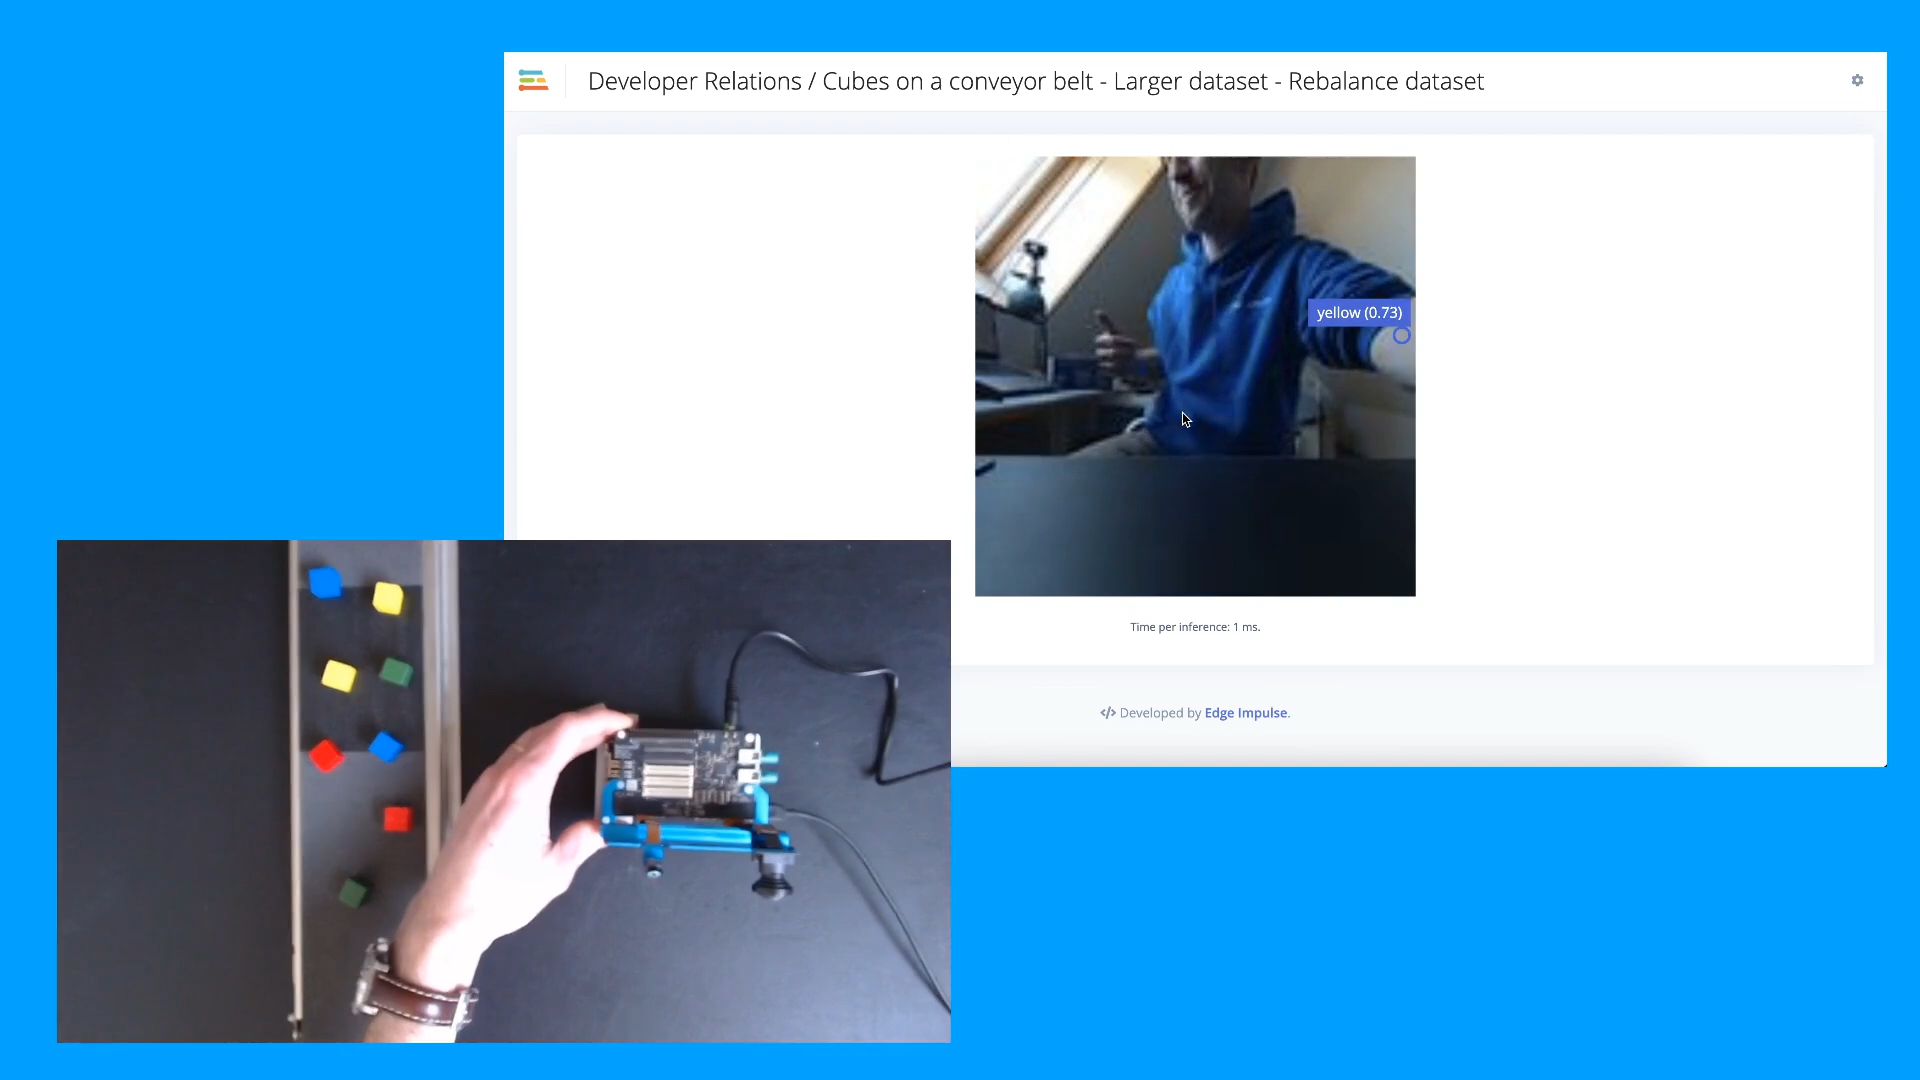 Developer Relations / Cubes on a conveyor belt - Larger dataset - Rebalance dataset
yellow (0.73)
Time per inference: 1 ms.
</> Developed by Edge Impulse.